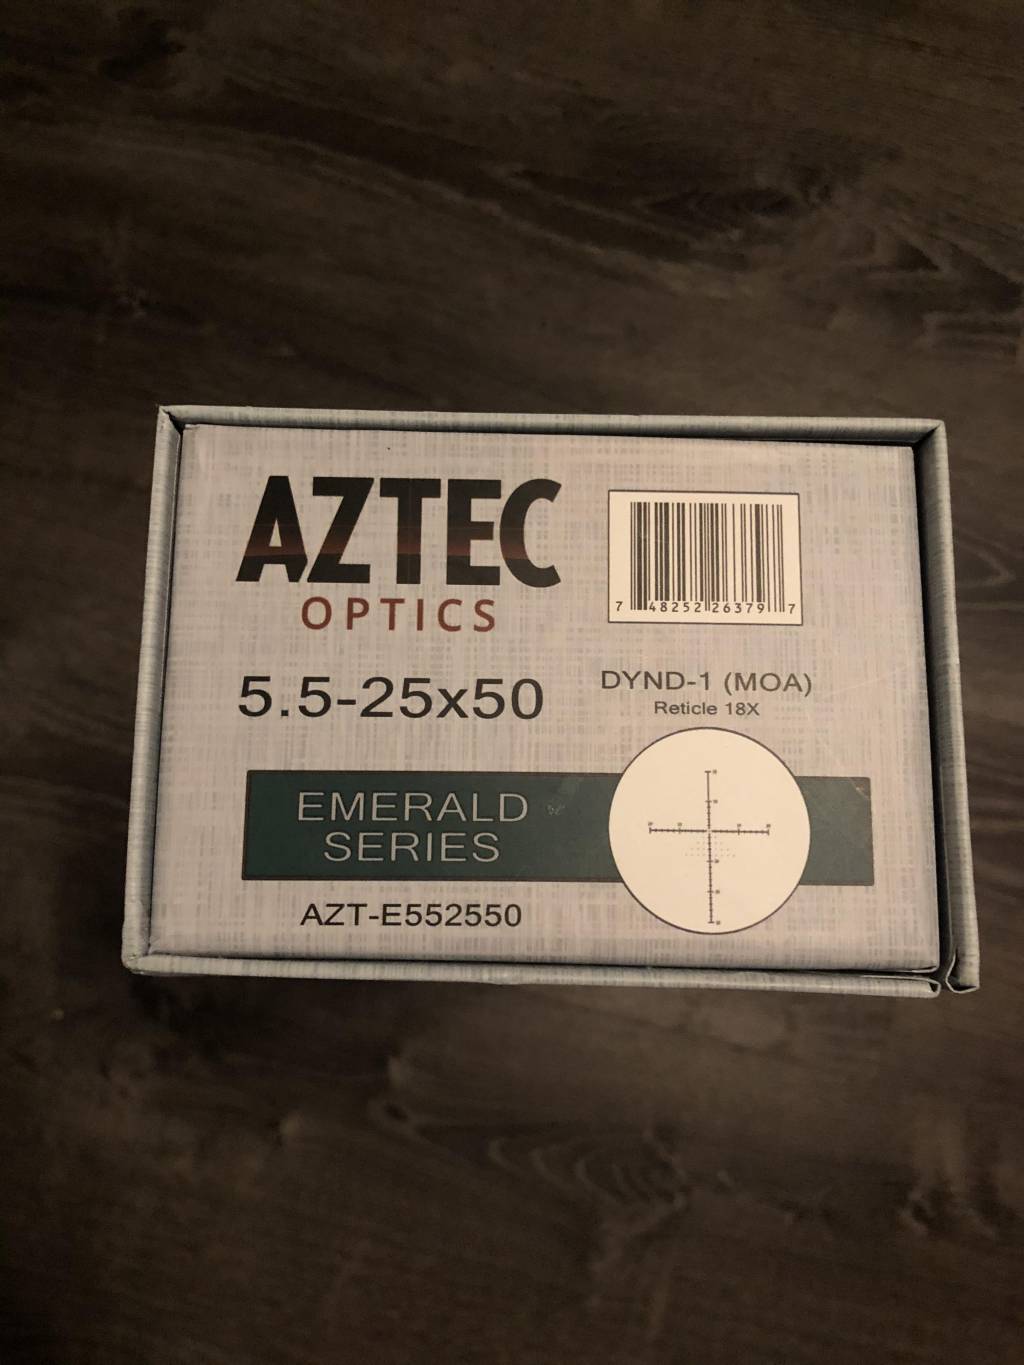 AZTEC
OPTICS
7 48252 26379 7
5.5-25x50
DYND-1 (MOA)
Reticle 18X
EMERALD
SERIES
AZT-E552550